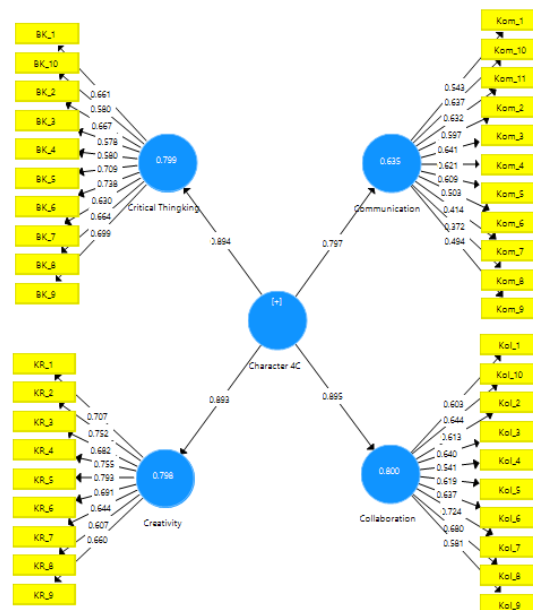 BK_1
BK_10
BK_2
BK_3
BK_4
BK_5
BK_6
BK_7
BK_8
BK_9
0.661
0.580
0.667
0.578
0.580
0.709
0.738
0.630
0.664
0.699
0.799
Critical Thingking
Kom_1
Kom_10
Kom_11
Kom_2
Kom_3
Kom_4
Kom_5
Kom_6
Kom_7
Kom_8
Kom_9
0.543
0.637
0.632
0.597
0.641
0.621
0.609
0.503
0.414
0.372
0.494
0.635
Communication
0.894
0.797
[+]
Character 4C
0.893
0.895
KR_1
KR_2
KR_3
KR_4
KR_5
KR_6
KR_7
KR_8
KR_9
0.707
0.752
0.682
0.755
0.793
0.691
0.644
0.607
0.660
0.798
Creativity
Kol_1
Kol_10
Kol_2
Kol_3
Kol_4
Kol_5
Kol_6
Kol_7
Kol_8
Kol_9
0.603
0.644
0.613
0.640
0.541
0.619
0.637
0.724
0.680
0.581
0.800
Collaboration